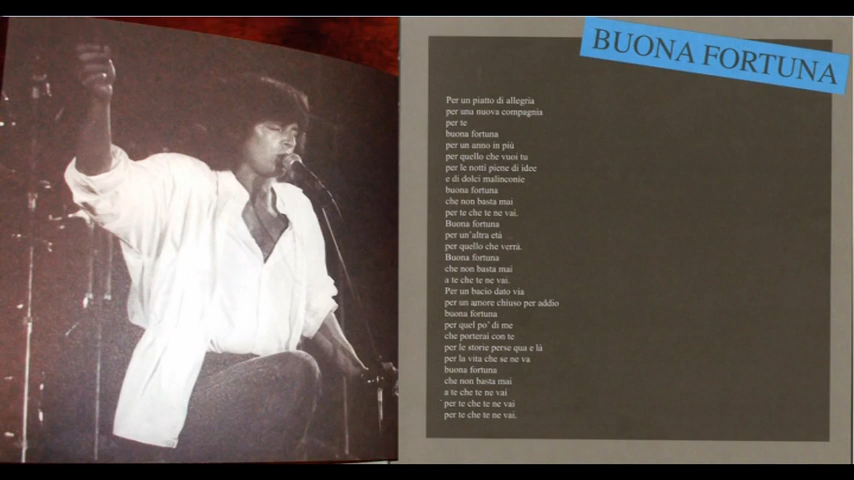 BUONA FORTUNA
Per un piatto di allegria
per una nuova compagnia
per te
buona fortuna
per un anno in più
per quello che vuoi tu
per le notti piene di idee
e di dolci malinconie
buona fortuna
che non basta mai
per te che te ne vai.
Buona fortuna
per un'altra età
per quello che verrà.
Buona fortuna
che non basta mai
a te che te ne vai.
Per un bacio dato via
per un amore chiuso per addio
buona fortuna
per quel po' di me
che porterai con te
per le storie perse qua e là
per la vita che se ne va
buona fortuna
che non basta mai
a te che te ne vai
per te che te ne vai
per te che te ne vai.